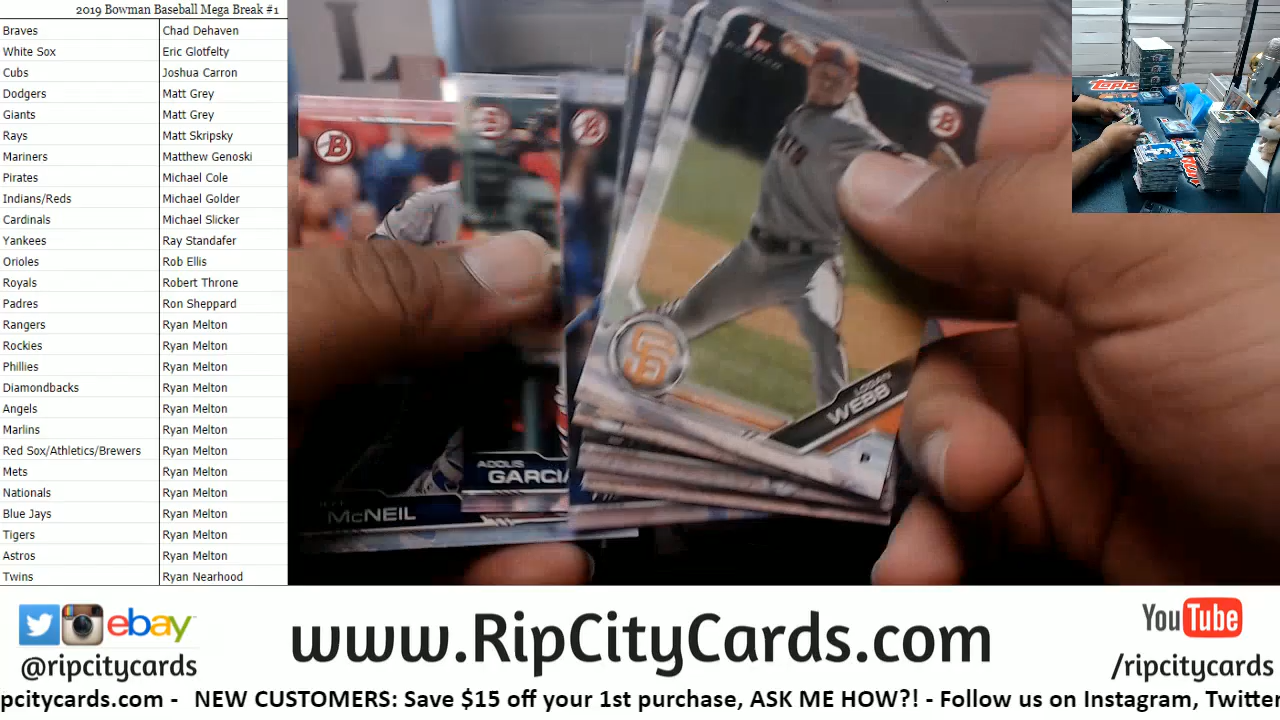 2019 Bowman Baseball Mega Break #1
Braves Chad Dehaven
White Sox Eric Glotfelty
Cubs Joshua Carron
Dodgers Matt Grey
Giants Matt Grey
Rays Matt Skripsky
Mariners Matthew Genoski
Pirates Michael Cole
Indians/Reds Michael Golder
Cardinals Michael Slicker
Yankees Ray Standafer
Orioles Rob Ellis
Royals Robert Throne
Padres Ron Sheppard
Rangers Ryan Melton
Rockies Ryan Melton
Phillies Ryan Melton
Diamondbacks Ryan Melton
Angels Ryan Melton
Marlins Ryan Melton
Red Sox/Athletics/Brewers Ryan Melton
Mets Ryan Melton
Nationals Ryan Melton
Blue Jays Ryan Melton
Tigers Ryan Melton
Astros Ryan Melton
Twins Ryan Nearhood
1st
B
B
B
B
SF
LOGAN
WEBB
ADOLIS
GARCIA
McNEIL
TOPPS
ebay
@ripcitycards
www.RipCityCards.com
YouTube
/ripcitycards
pcitycards.com - NEW CUSTOMERS: Save $15 off your 1st purchase, ASK ME HOW?! - Follow us on Instagram, Twitter